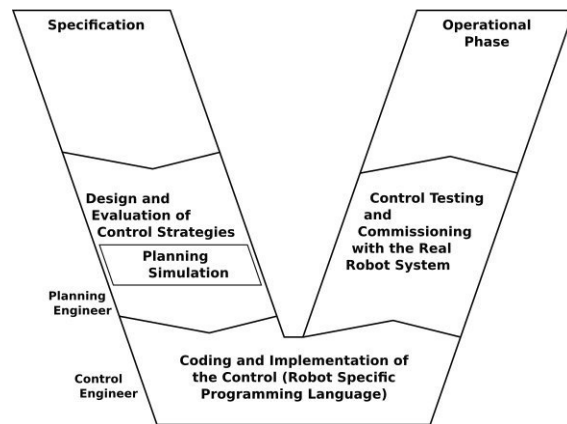 Specification
Operational
Phase
Design and
Evaluation of
Control Strategies
Planning
Simulation
Control Testing
and
Commissioning
with the Real
Robot System
Planning
Engineer
Coding and Implementation of
the Control (Robot Specific
Programming Language)
Control
Engineer